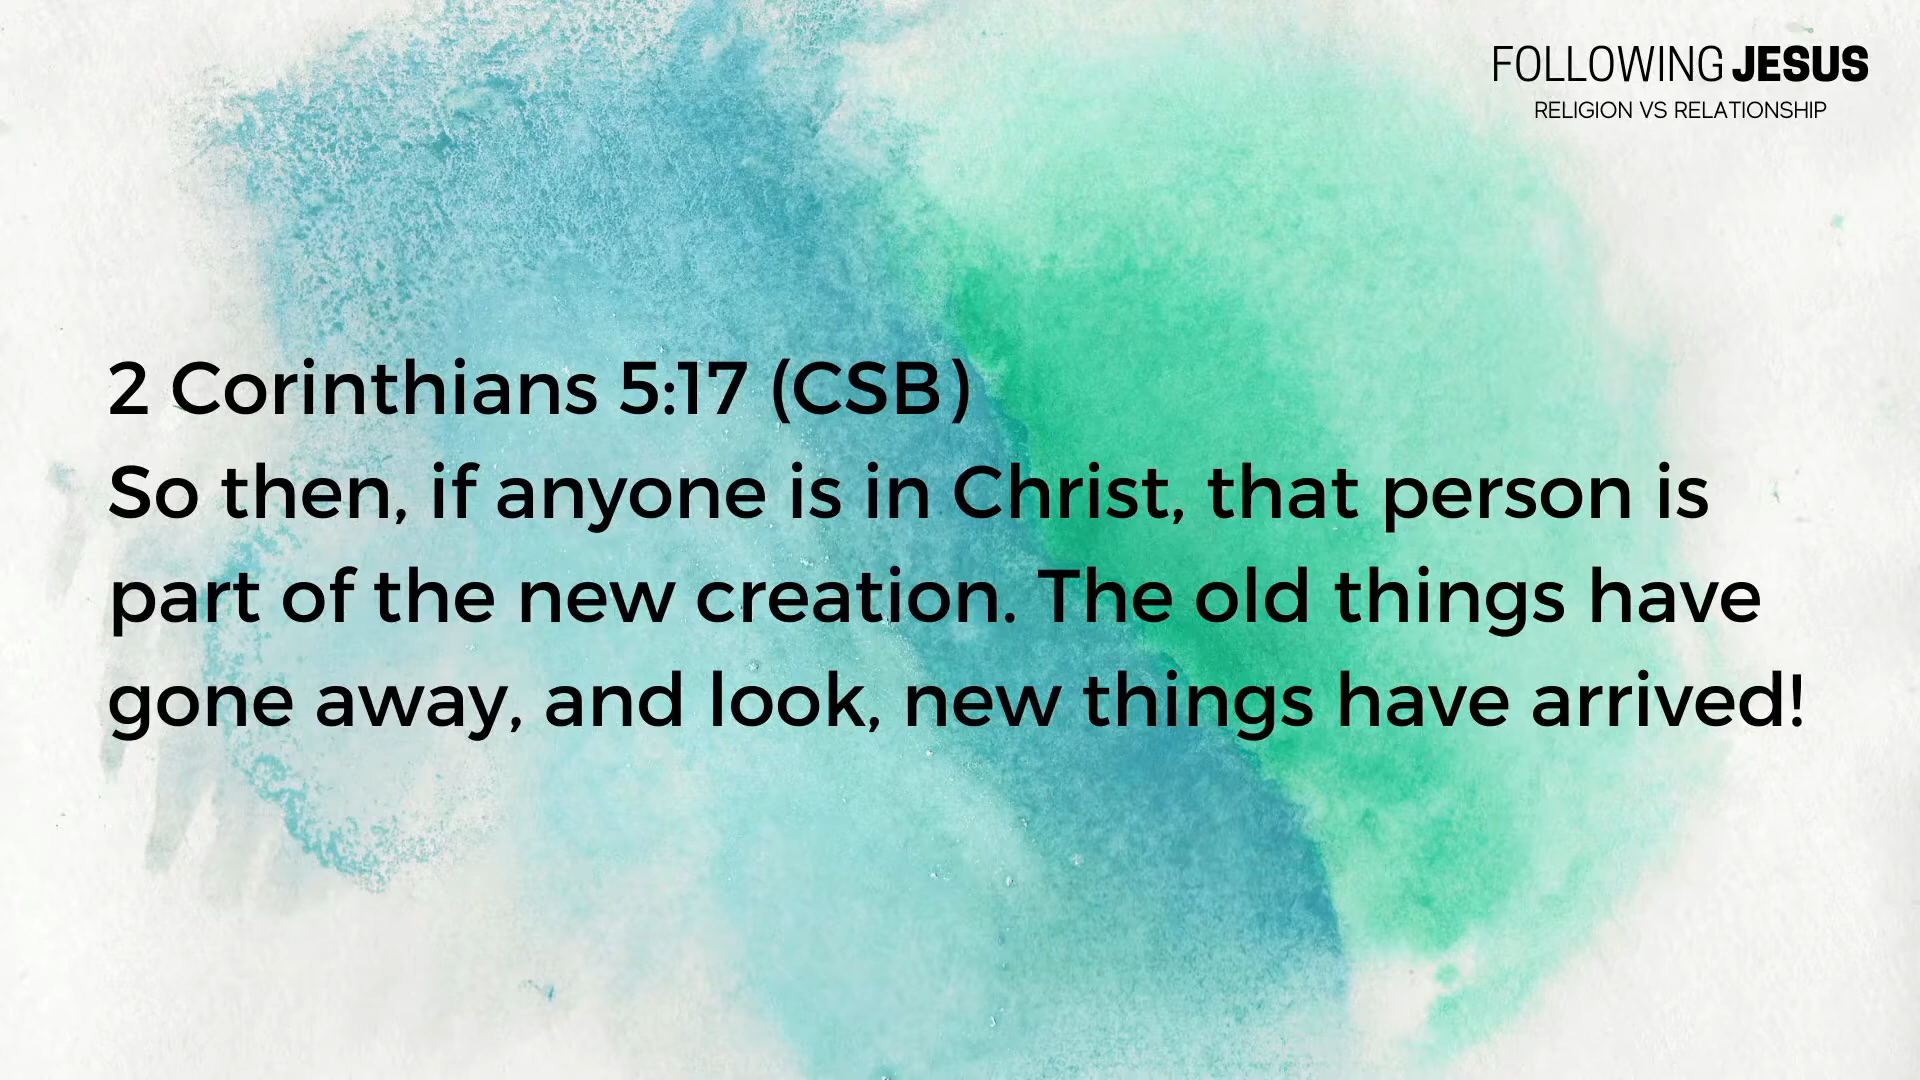 FOLLOWING JESUS
RELIGION VS RELATIONSHIP
2 Corinthians 5:17 (CSB)
So then, if anyone is in Christ, that person is
part of the new creation. The old things have
gone away, and look, new things have arrived!